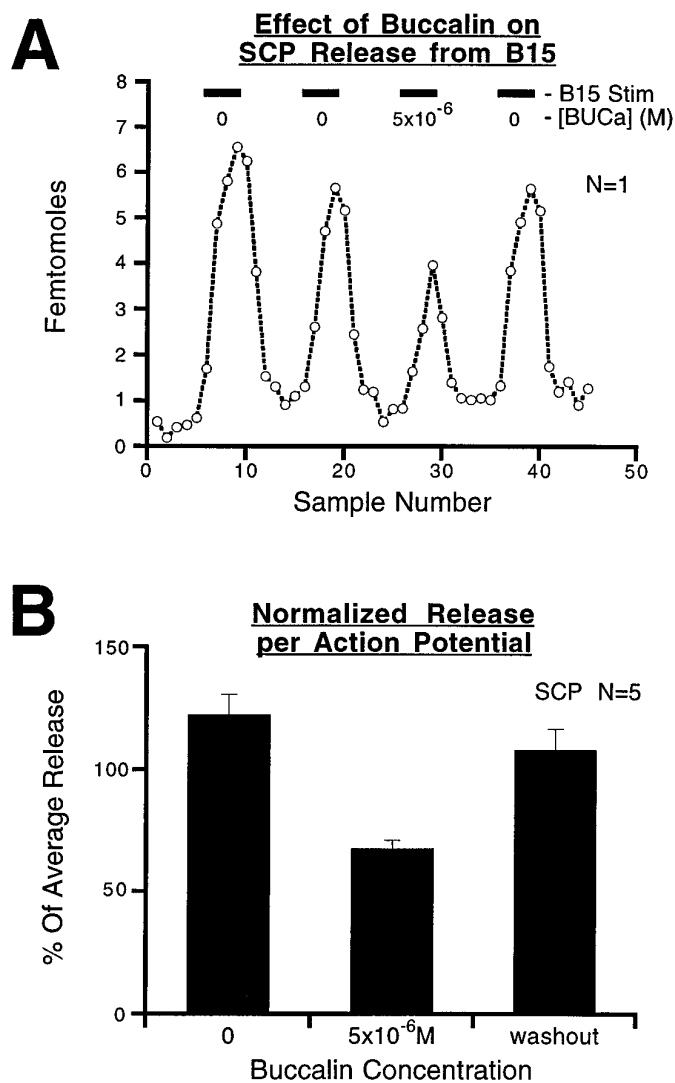 A
Effect of Buccalin on
SCP Release from B15
8
- B15 Stim
0
0
5x10⁻⁶
0
- [BUCa] (M)
7
N=1
6
5
Femtomoles
4
3
2
1
0
0
10
20
30
40
50
Sample Number
B
Normalized Release
per Action Potential
150
SCP N=5
100
% Of Average Release
50
0
0
5x10⁻⁶M
washout
Buccalin Concentration